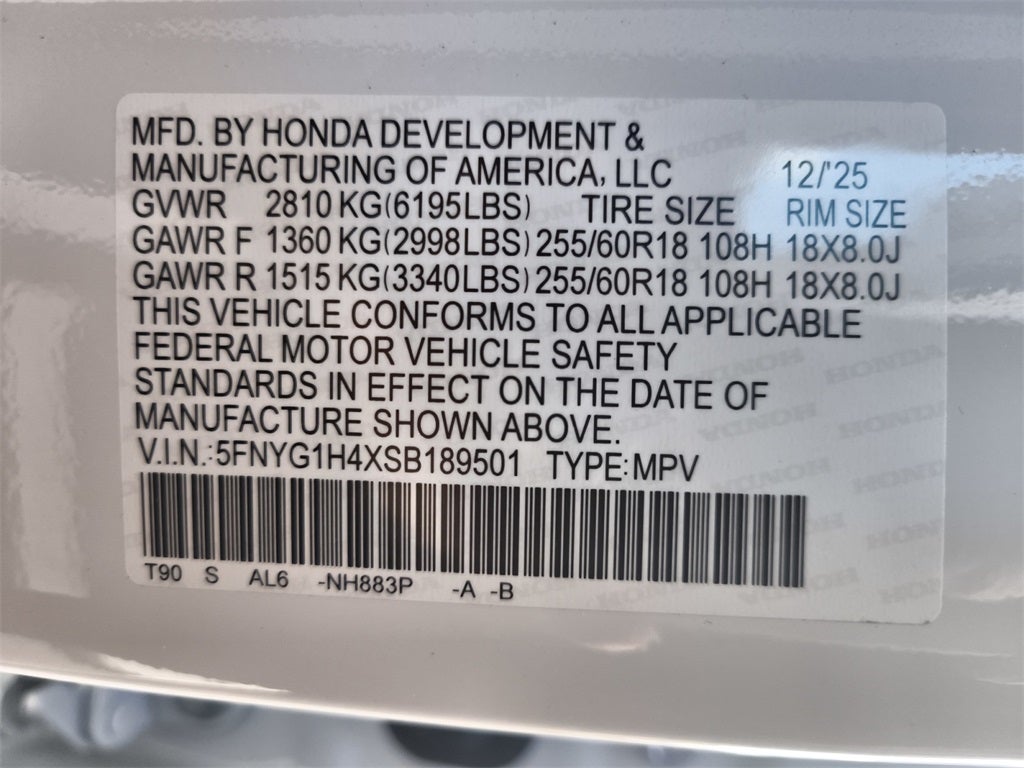 MFD. BY HONDA DEVELOPMENT &
MANUFACTURING OF AMERICA, LLC 12/'25
GVWR 2810 KG(6195LBS) TIRE SIZE RIM SIZE
GAWR F 1360 KG(2998LBS) 255/60R18 108H 18X8.0J
GAWR R 1515 KG(3340LBS) 255/60R18 108H 18X8.0J
THIS VEHICLE CONFORMS TO ALL APPLICABLE
FEDERAL MOTOR VEHICLE SAFETY
STANDARDS IN EFFECT ON THE DATE OF
MANUFACTURE SHOWN ABOVE.
V.I.N.:5FNYG1H4XSB189501 TYPE:MPV
T90 S AL6 -NH883P -A -B